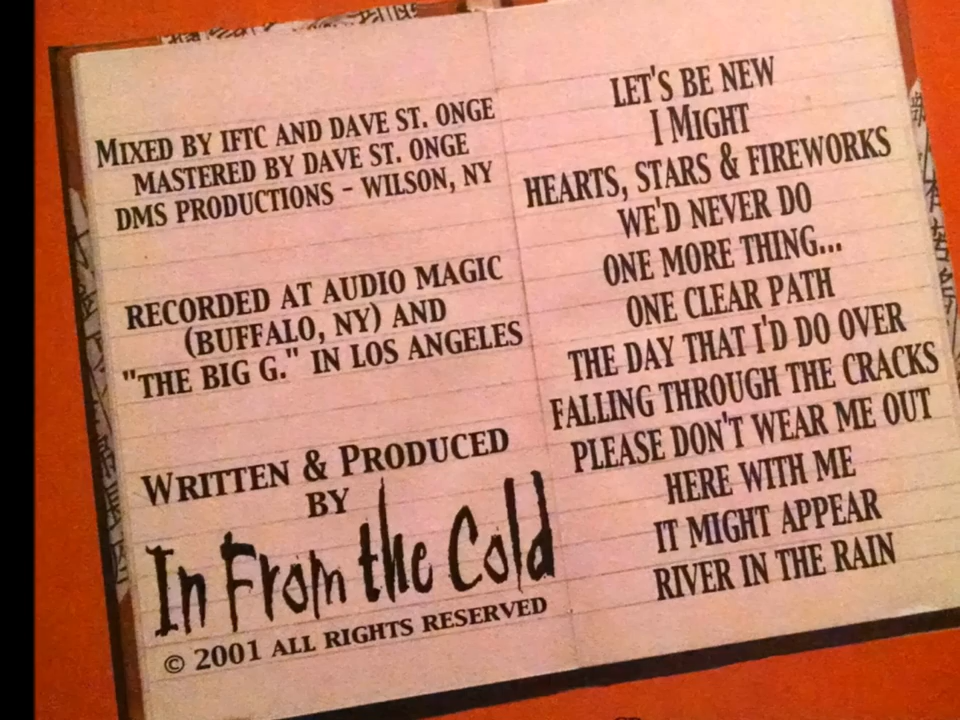 MIXED BY IFTC AND DAVE ST. ONGE
MASTERED BY DAVE ST. ONGE
DMS PRODUCTIONS - WILSON, NY
RECORDED AT AUDIO MAGIC
(BUFFALO, NY) AND
"THE BIG G." IN LOS ANGELES
WRITTEN & PRODUCED
BY
In From the Cold
© 2001 ALL RIGHTS RESERVED
LET'S BE NEW
I MIGHT
HEARTS, STARS & FIREWORKS
WE'D NEVER DO
ONE MORE THING...
ONE CLEAR PATH
THE DAY THAT I'D DO OVER
FALLING THROUGH THE CRACKS
PLEASE DON'T WEAR ME OUT
HERE WITH ME
IT MIGHT APPEAR
RIVER IN THE RAIN